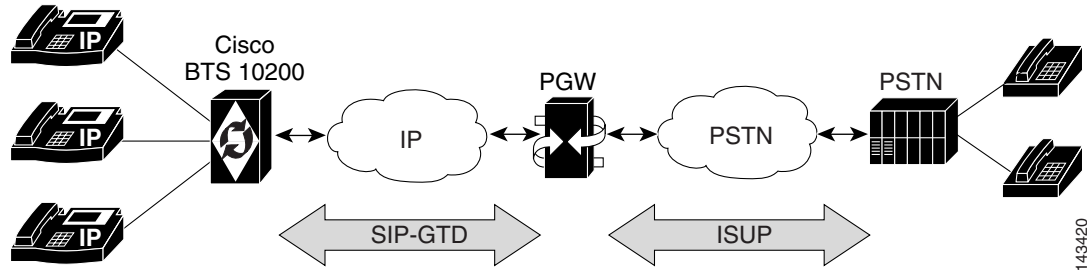 IP
IP
IP
Cisco
BTS 10200
IP
PGW
PSTN
PSTN
SIP-GTD
ISUP
143420